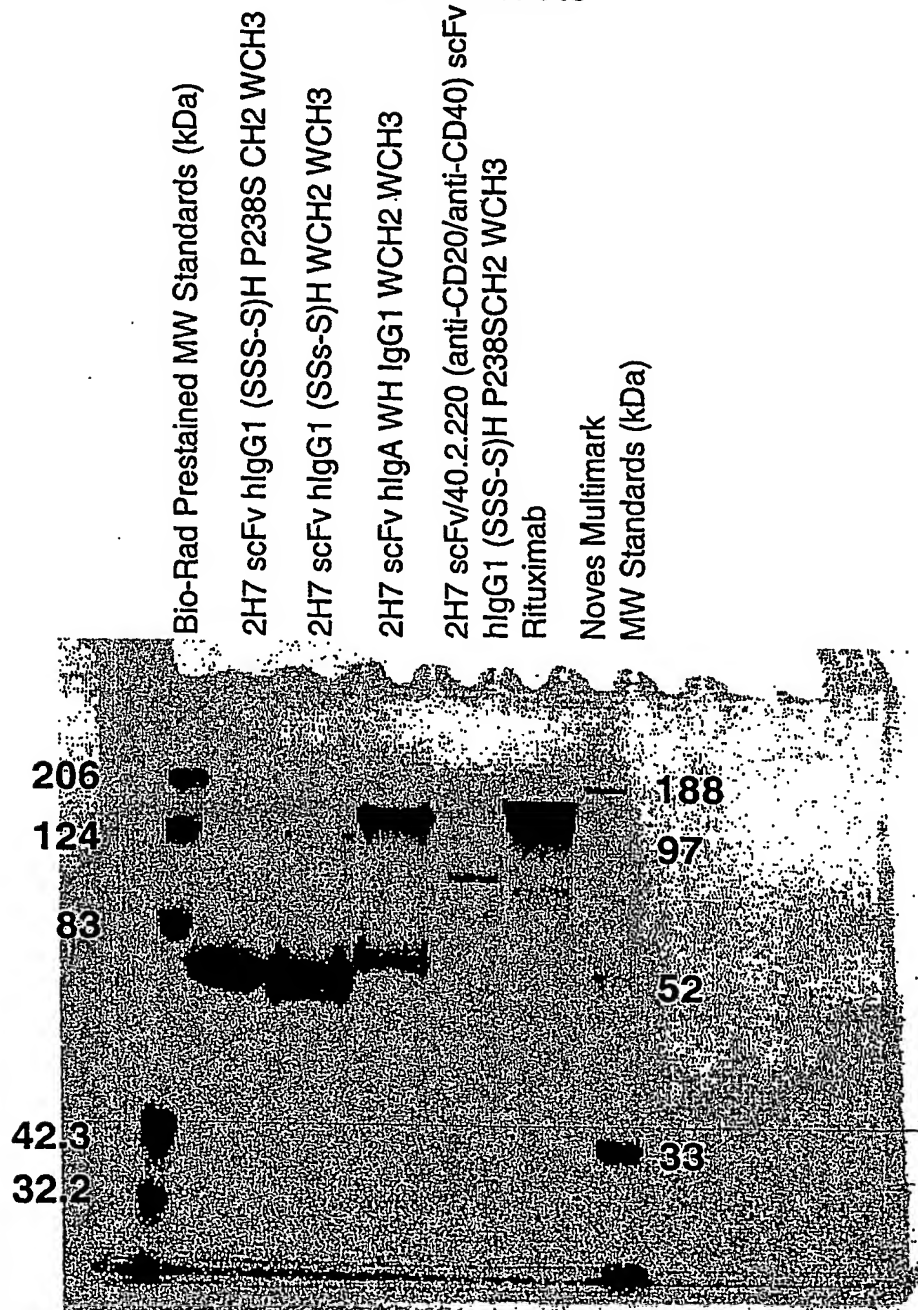 Bio-Rad Prestained MW Standards (kDa)
2H7 scFv hIgG1 (SSS-S)H P238S CH2 WCH3
2H7 scFv hIgG1 (SSs-S)H WCH2 WCH3
2H7 scFv hIgA WH IgG1 WCH2 WCH3
2H7 scFv/40.2.220 (anti-CD20/anti-CD40) scFv
hIgG1 (SSS-S)H P238SCH2 WCH3
Rituximab
Noves Multimark
MW Standards (kDa)
206
124
83
42.3
32.2
188
97
52
33